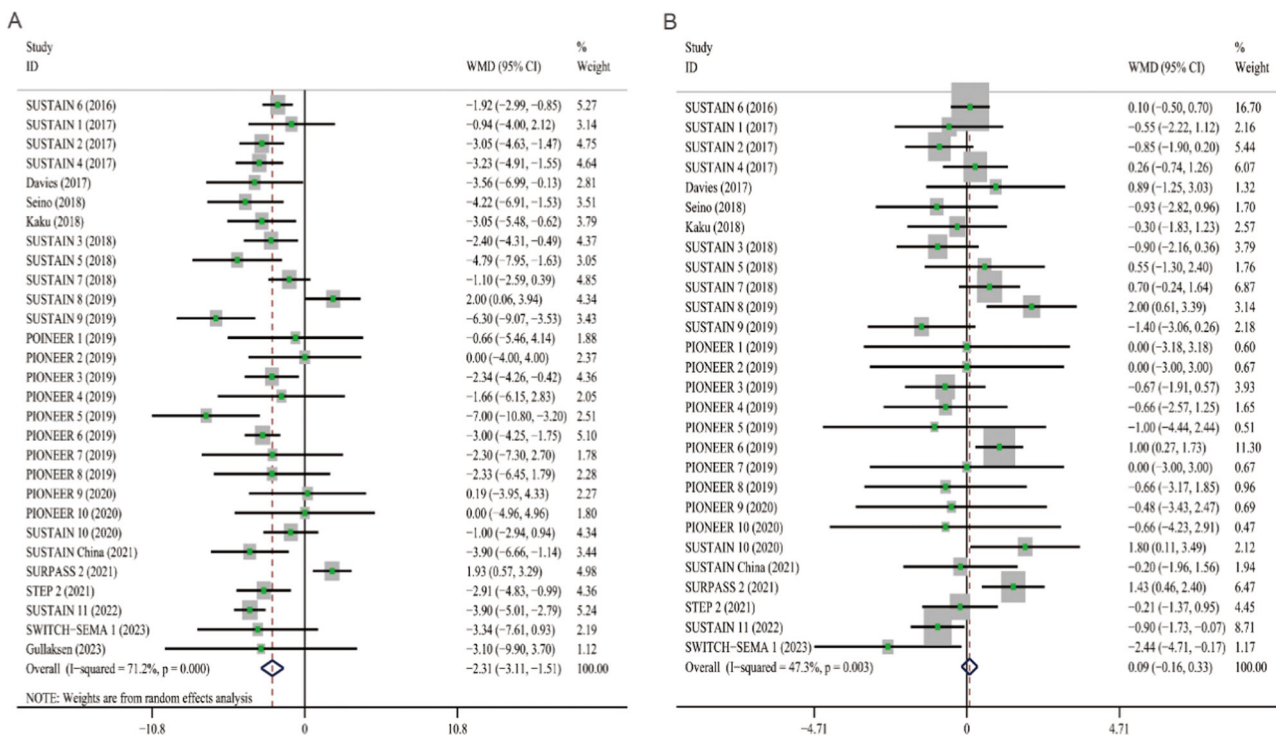 A
Study %
ID WMD (95% CI) Weight
SUSTAIN 6 (2016) −1.92 (−2.99, −0.85) 5.27
SUSTAIN 1 (2017) −0.94 (−4.00, 2.12) 3.14
SUSTAIN 2 (2017) −3.05 (−4.63, −1.47) 4.75
SUSTAIN 4 (2017) −3.23 (−4.91, −1.55) 4.64
Davies (2017) −3.56 (−6.99, −0.13) 2.81
Seino (2018) −4.22 (−6.91, −1.53) 3.51
Kaku (2018) −3.05 (−5.48, −0.62) 3.79
SUSTAIN 3 (2018) −2.40 (−4.31, −0.49) 4.37
SUSTAIN 5 (2018) −4.79 (−7.95, −1.63) 3.05
SUSTAIN 7 (2018) −1.10 (−2.59, 0.39) 4.85
SUSTAIN 8 (2019) 2.00 (0.06, 3.94) 4.34
SUSTAIN 9 (2019) −6.30 (−9.07, −3.53) 3.43
POINEER 1 (2019) −0.66 (−5.46, 4.14) 1.88
PIONEER 2 (2019) 0.00 (−4.00, 4.00) 2.37
PIONEER 3 (2019) −2.34 (−4.26, −0.42) 4.36
PIONEER 4 (2019) −1.66 (−6.15, 2.83) 2.05
PIONEER 5 (2019) −7.00 (−10.80, −3.20) 2.51
PIONEER 6 (2019) −3.00 (−4.25, −1.75) 5.10
PIONEER 7 (2019) −2.30 (−7.30, 2.70) 1.78
PIONEER 8 (2019) −2.33 (−6.45, 1.79) 2.28
PIONEER 9 (2020) 0.19 (−3.95, 4.33) 2.27
PIONEER 10 (2020) 0.00 (−4.96, 4.96) 1.80
SUSTAIN 10 (2020) −1.00 (−2.94, 0.94) 4.34
SUSTAIN China (2021) −3.90 (−6.66, −1.14) 3.44
SURPASS 2 (2021) 1.93 (0.57, 3.29) 4.98
STEP 2 (2021) −2.91 (−4.83, −0.99) 4.36
SUSTAIN 11 (2022) −3.90 (−5.01, −2.79) 5.24
SWITCH−SEMA 1 (2023) −3.34 (−7.61, 0.93) 2.19
Gullaksen (2023) −3.10 (−9.90, 3.70) 1.12
Overall (I−squared = 71.2%, p = 0.000) −2.31 (−3.11, −1.51) 100.00
NOTE: Weights are from random effects analysis
−10.8 0 10.8
B
Study %
ID WMD (95% CI) Weight
SUSTAIN 6 (2016) 0.10 (−0.50, 0.70) 16.70
SUSTAIN 1 (2017) −0.55 (−2.22, 1.12) 2.16
SUSTAIN 2 (2017) −0.85 (−1.90, 0.20) 5.44
SUSTAIN 4 (2017) 0.26 (−0.74, 1.26) 6.07
Davies (2017) 0.89 (−1.25, 3.03) 1.32
Seino (2018) −0.93 (−2.82, 0.96) 1.70
Kaku (2018) −0.30 (−1.83, 1.23) 2.57
SUSTAIN 3 (2018) −0.90 (−2.16, 0.36) 3.79
SUSTAIN 5 (2018) 0.55 (−1.30, 2.40) 1.76
SUSTAIN 7 (2018) 0.70 (−0.24, 1.64) 6.87
SUSTAIN 8 (2019) 2.00 (0.61, 3.39) 3.14
SUSTAIN 9 (2019) −1.40 (−3.06, 0.26) 2.18
PIONEER 1 (2019) 0.00 (−3.18, 3.18) 0.60
PIONEER 2 (2019) 0.00 (−3.00, 3.00) 0.67
PIONEER 3 (2019) −0.67 (−1.91, 0.57) 3.93
PIONEER 4 (2019) −0.66 (−2.57, 1.25) 1.65
PIONEER 5 (2019) −1.00 (−4.44, 2.44) 0.51
PIONEER 6 (2019) 1.00 (0.27, 1.73) 11.30
PIONEER 7 (2019) 0.00 (−3.00, 3.00) 0.67
PIONEER 8 (2019) −0.66 (−3.17, 1.85) 0.96
PIONEER 9 (2020) −0.48 (−3.43, 2.47) 0.69
PIONEER 10 (2020) −0.66 (−4.23, 2.91) 0.47
SUSTAIN 10 (2020) 1.80 (0.11, 3.49) 2.12
SUSTAIN China (2021) −0.20 (−1.96, 1.56) 1.94
SURPASS 2 (2021) 1.43 (0.46, 2.40) 6.47
STEP 2 (2021) −0.21 (−1.37, 0.95) 4.45
SUSTAIN 11 (2022) −0.90 (−1.73, −0.07) 8.71
SWITCH−SEMA 1 (2023) −2.44 (−4.71, −0.17) 1.17
Overall (I−squared = 47.3%, p = 0.003) 0.09 (−0.16, 0.33) 100.00
−4.71 0 4.71